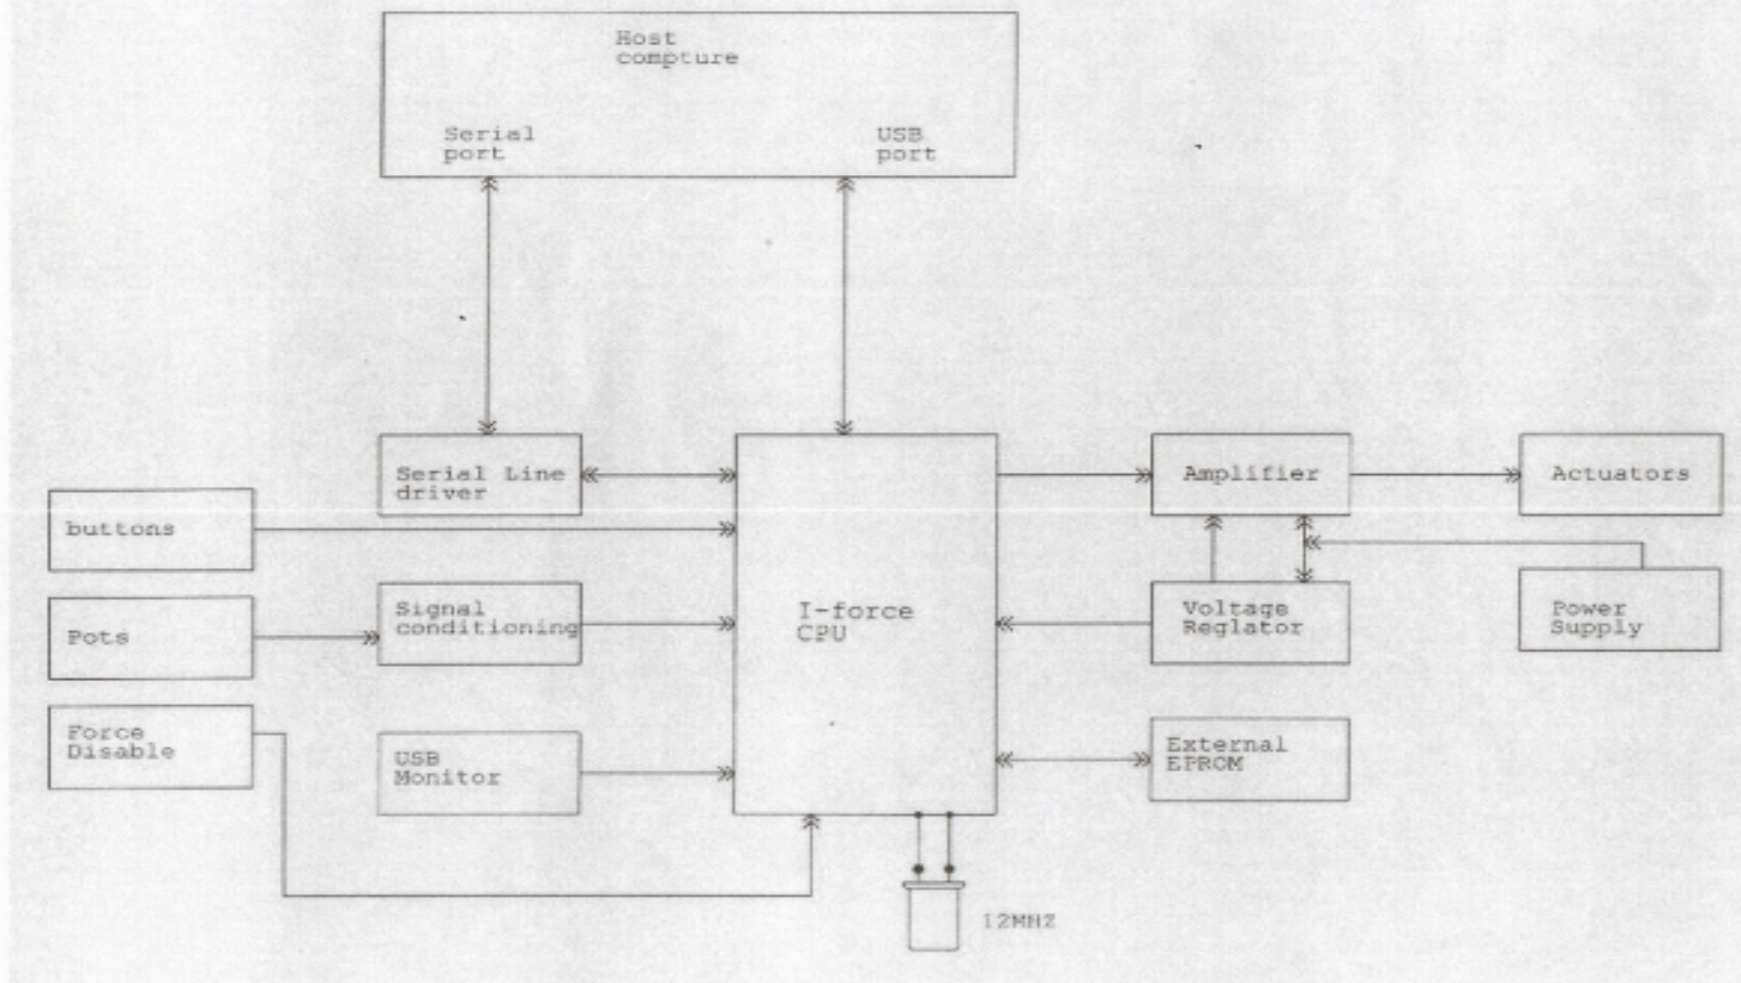 Host
compture
Serial
port
USB
port
Serial Line
driver
Amplifier
Actuators
buttons
Signal
conditioning
I-force
CPU
Voltage
Reglator
Power
Supply
Pots
Force
Disable
USB
Monitor
External
EPROM
12MHZ